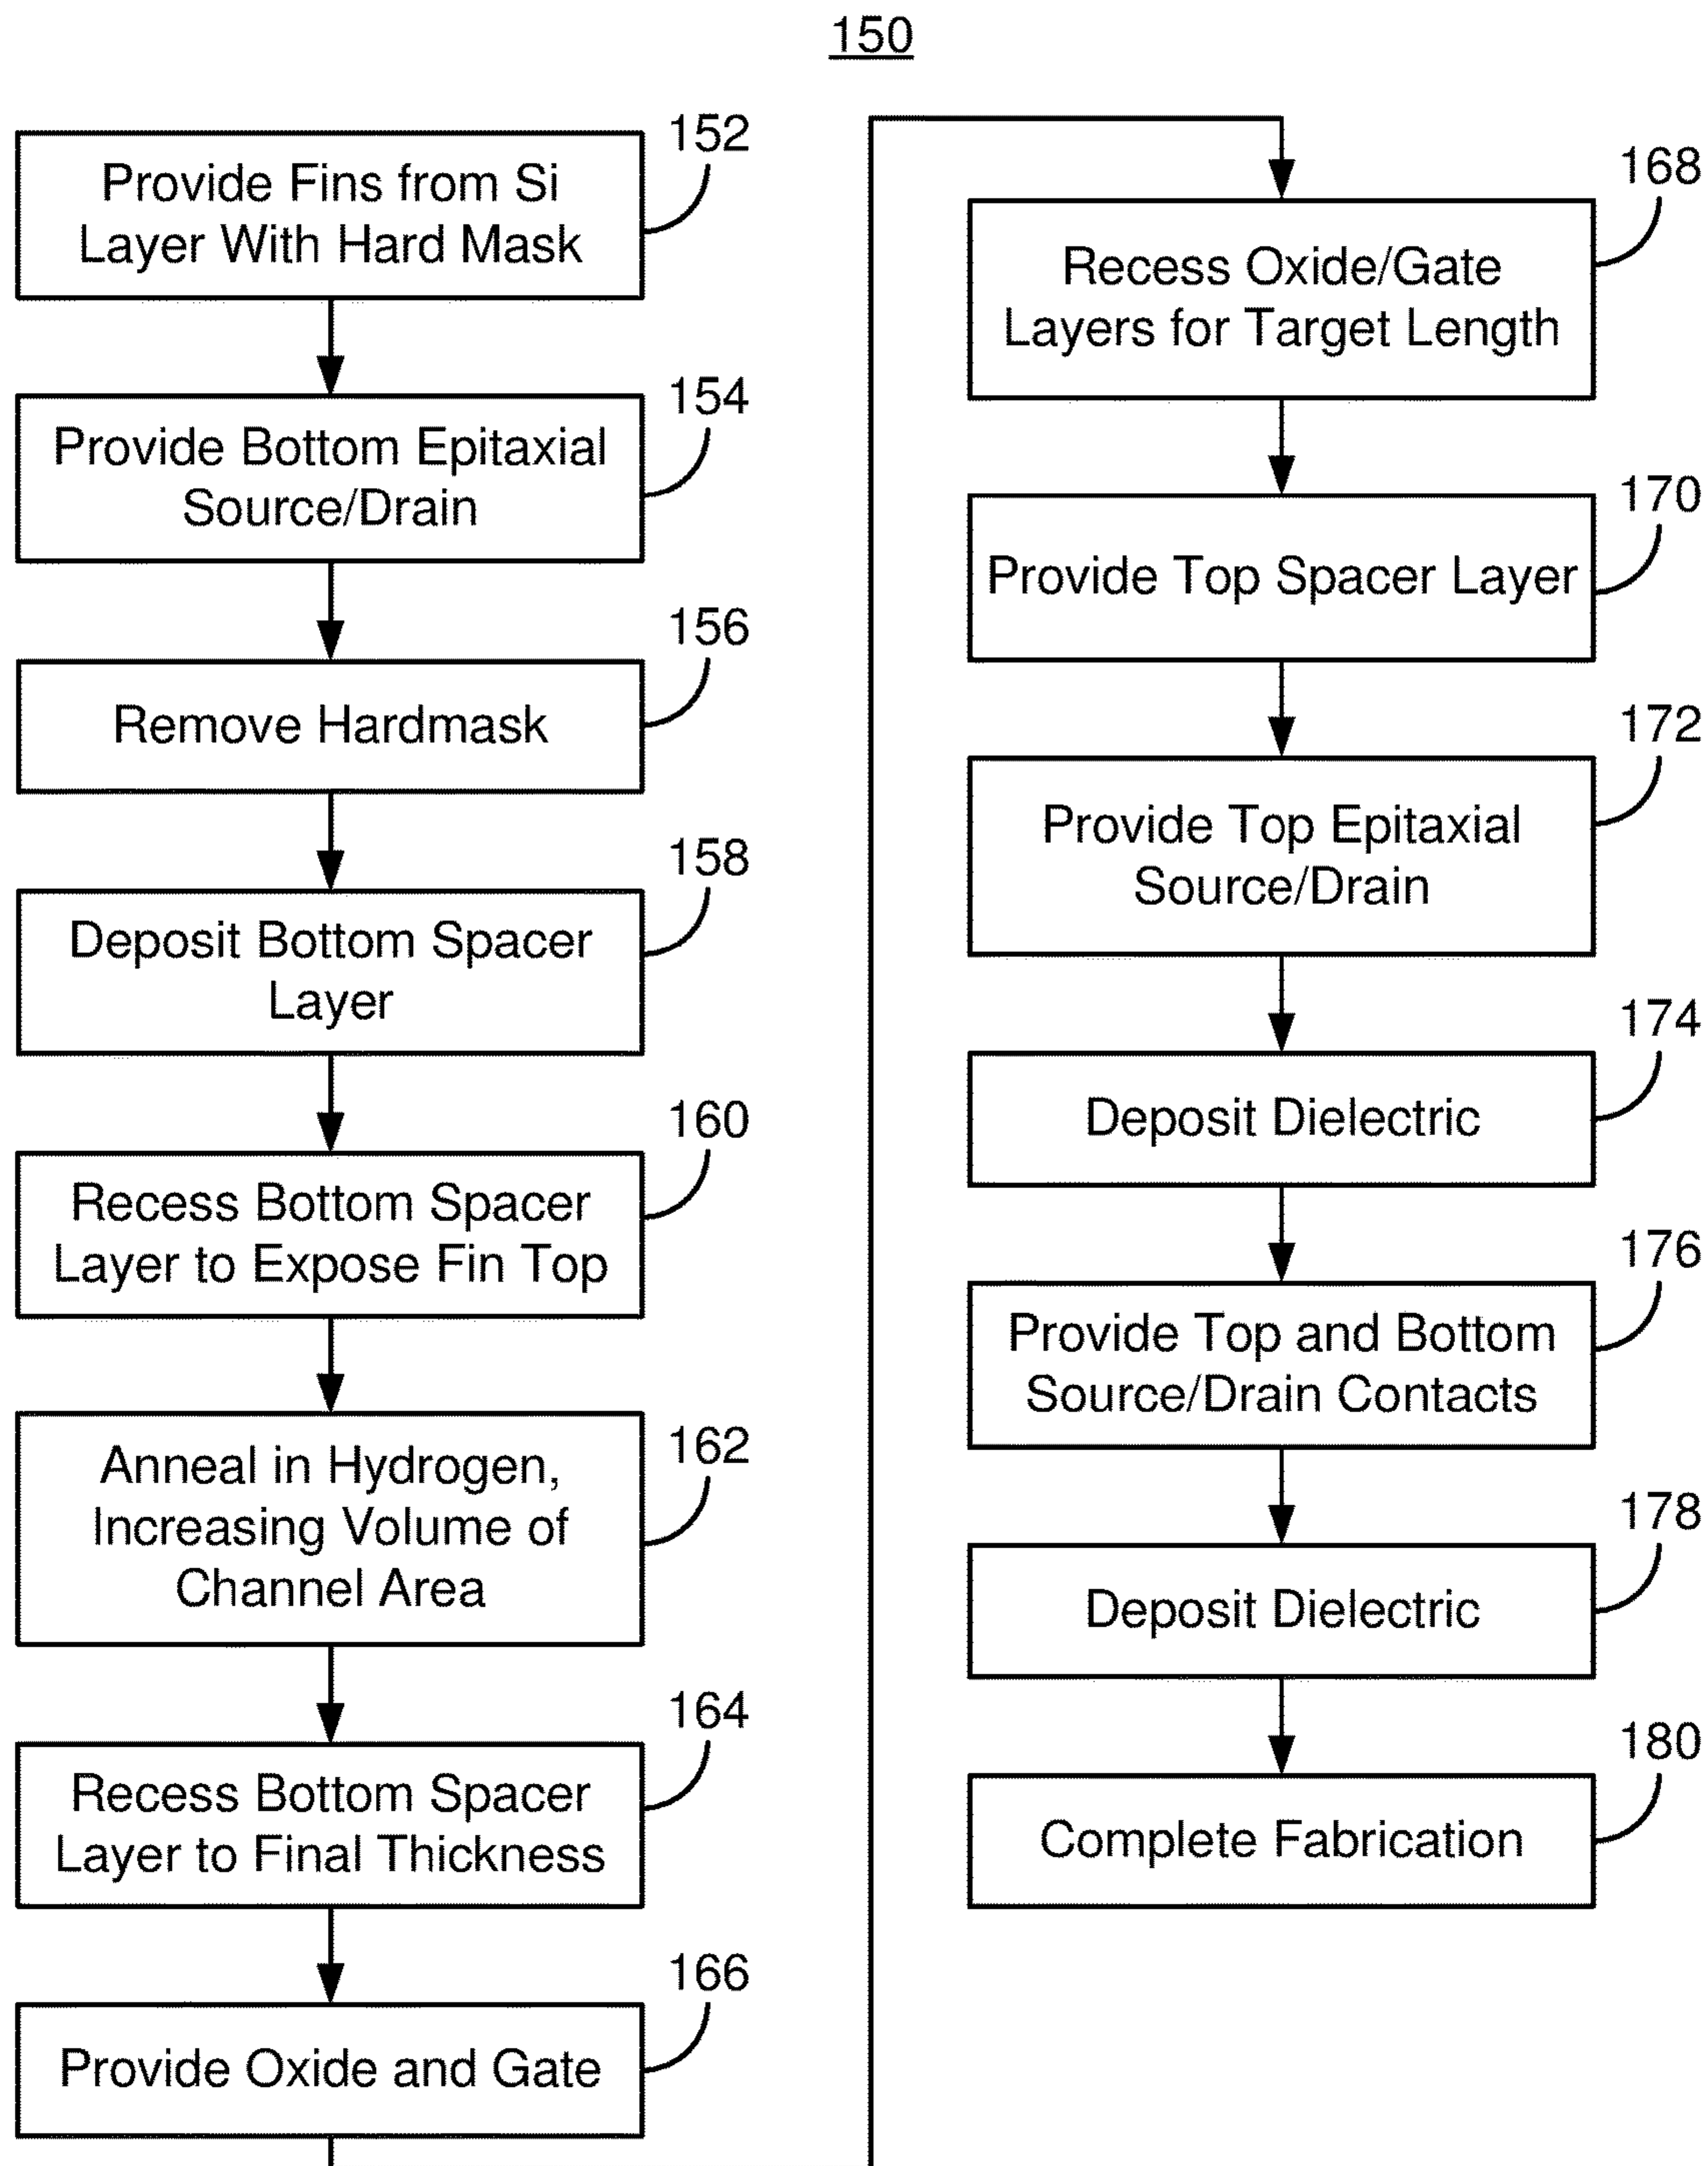 150
152
Provide Fins from Si
Layer With Hard Mask
154
Provide Bottom Epitaxial
Source/Drain
156
Remove Hardmask
158
Deposit Bottom Spacer
Layer
160
Recess Bottom Spacer
Layer to Expose Fin Top
162
Anneal in Hydrogen,
Increasing Volume of
Channel Area
164
Recess Bottom Spacer
Layer to Final Thickness
166
Provide Oxide and Gate
168
Recess Oxide/Gate
Layers for Target Length
170
Provide Top Spacer Layer
172
Provide Top Epitaxial
Source/Drain
174
Deposit Dielectric
176
Provide Top and Bottom
Source/Drain Contacts
178
Deposit Dielectric
180
Complete Fabrication